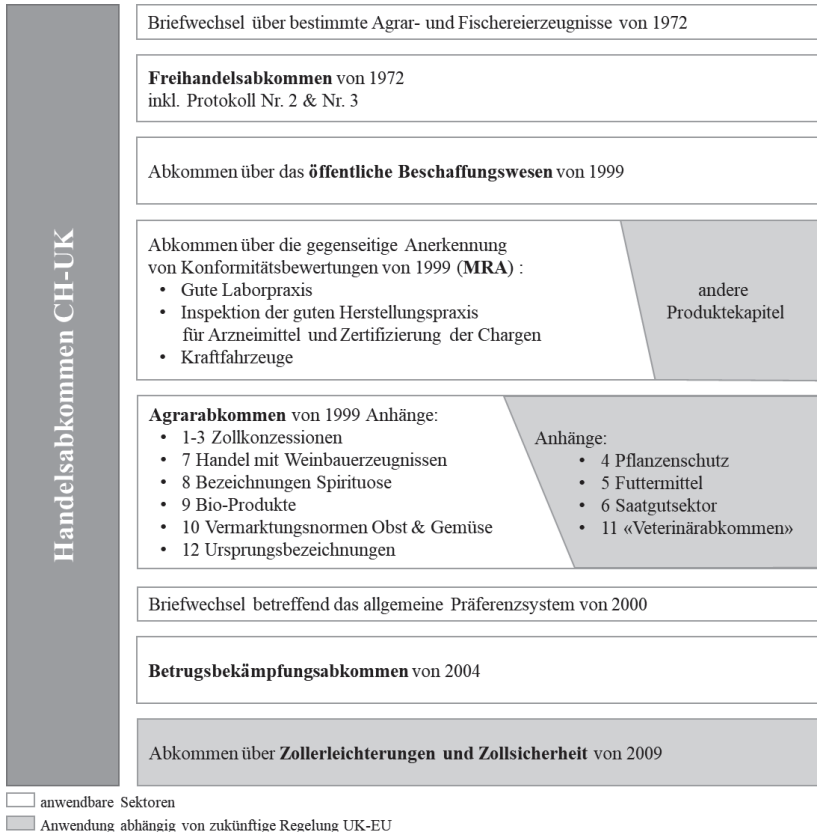 Handelsabkommen CH-UK
Briefwechsel über bestimmte Agrar- und Fischereierzeugnisse von 1972
Freihandelsabkommen von 1972
inkl. Protokoll Nr. 2 & Nr. 3
Abkommen über das öffentliche Beschaffungswesen von 1999
Abkommen über die gegenseitige Anerkennung
von Konformitätsbewertungen von 1999 (MRA) :
• Gute Laborpraxis
• Inspektion der guten Herstellungspraxis
für Arzneimittel und Zertifizierung der Chargen
• Kraftfahrzeuge
andere
Produktekapitel
Agrarabkommen von 1999 Anhänge:
• 1-3 Zollkonzessionen
• 7 Handel mit Weinbauerzeugnissen
• 8 Bezeichnungen Spirituose
• 9 Bio-Produkte
• 10 Vermarktungsnormen Obst & Gemüse
• 12 Ursprungsbezeichnungen
Anhänge:
• 4 Pflanzenschutz
• 5 Futtermittel
• 6 Saatgutsektor
• 11 «Veterinärabkommen»
Briefwechsel betreffend das allgemeine Präferenzsystem von 2000
Betrugsbekämpfungsabkommen von 2004
Abkommen über Zollerleichterungen und Zollsicherheit von 2009
anwendbare Sektoren
Anwendung abhängig von zukünftige Regelung UK-EU